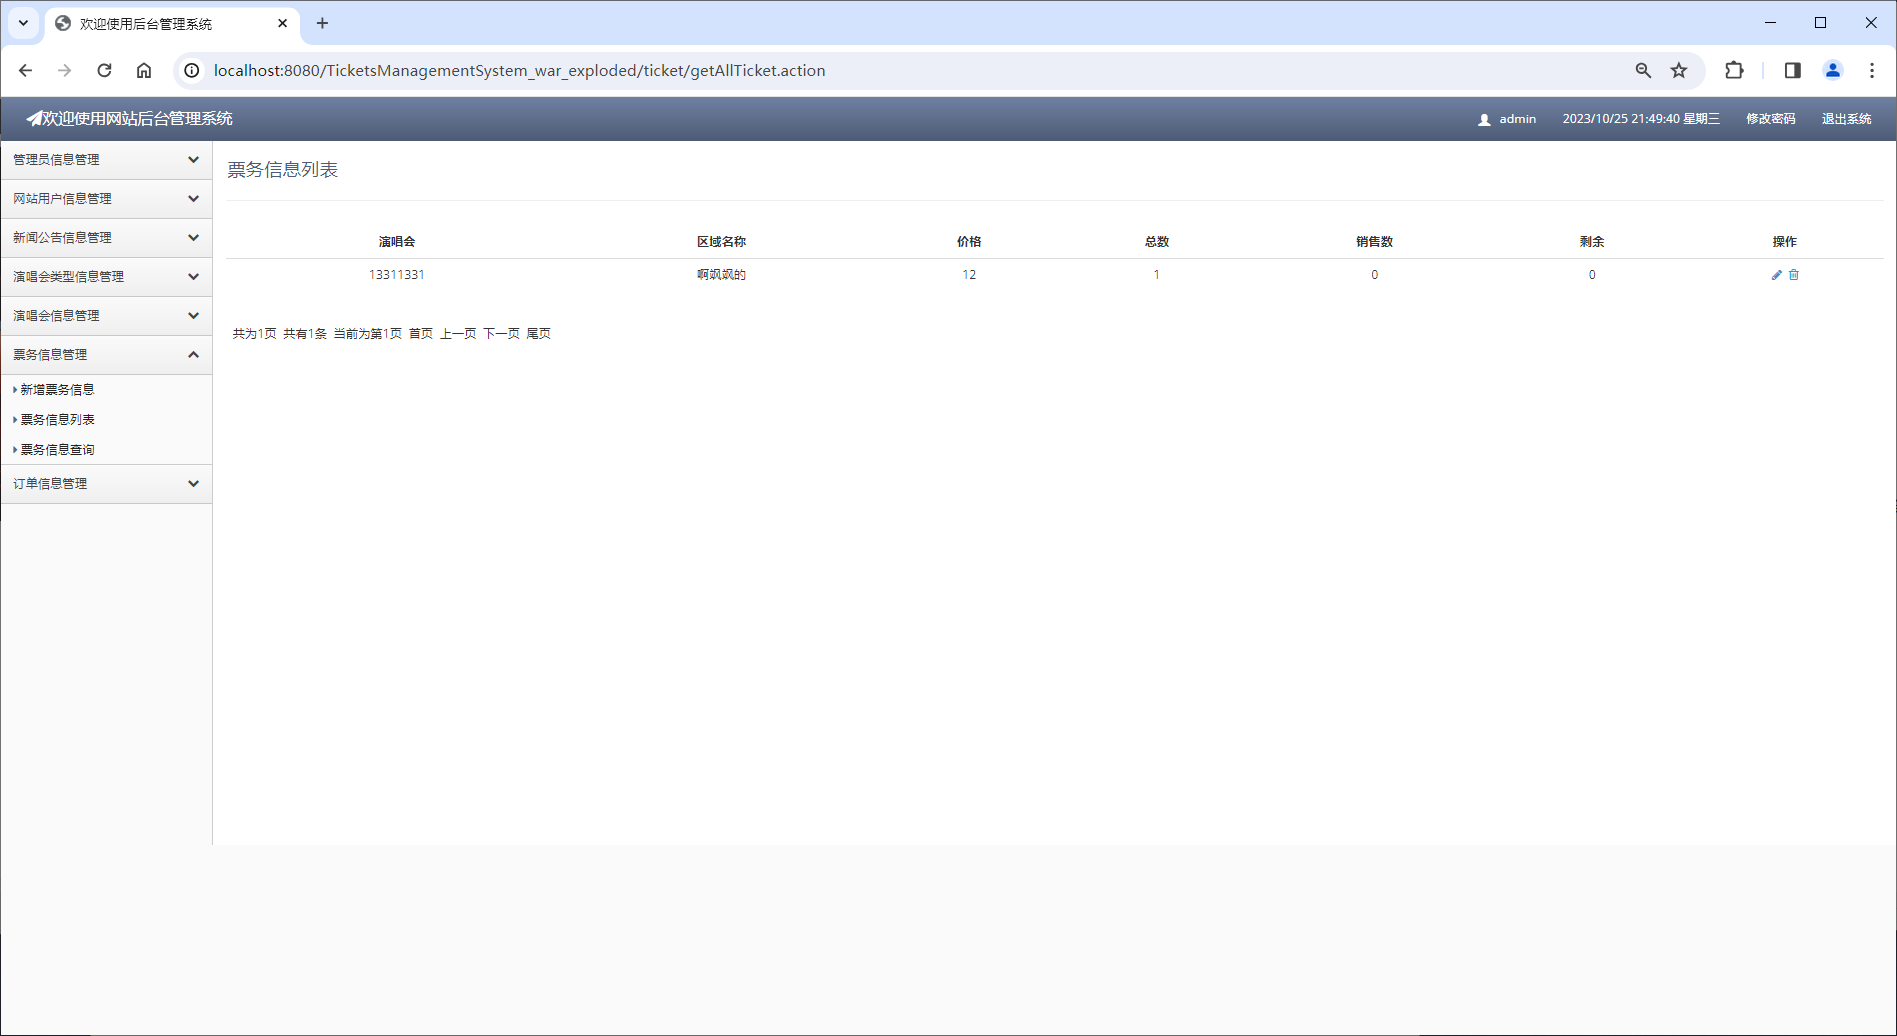 欢迎使用后台管理系统
localhost:8080/TicketsManagementSystem_war_exploded/ticket/getAllTicket.action
欢迎使用网站后台管理系统 admin 2023/10/25 21:49:40 星期三 修改密码 退出系统
管理员信息管理
网站用户信息管理
新闻公告信息管理
演唱会类型信息管理
演唱会信息管理
票务信息管理
新增票务信息
票务信息列表
票务信息查询
订单信息管理
票务信息列表
演唱会 区域名称 价格 总数 销售数 剩余 操作
13311331 啊飒飒的 12 1 0 0
共为1页 共有1条 当前为第1页 首页 上一页 下一页 尾页